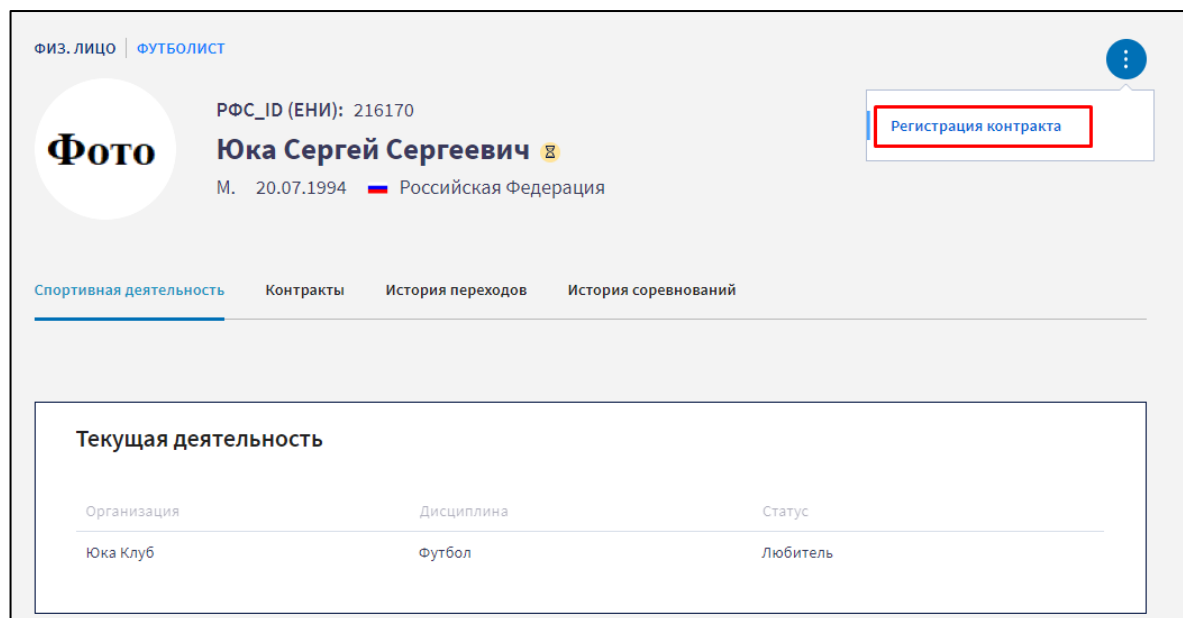 ФИЗ. ЛИЦО | ФУТБОЛИСТ
Регистрация контракта
Фото
РФС_ID (ЕНИ): 216170
Юка Сергей Сергеевич
М. 20.07.1994 Российская Федерация
Спортивная деятельность Контракты История переходов История соревнований
Текущая деятельность
Организация Дисциплина Статус
Юка Клуб Футбол Любитель